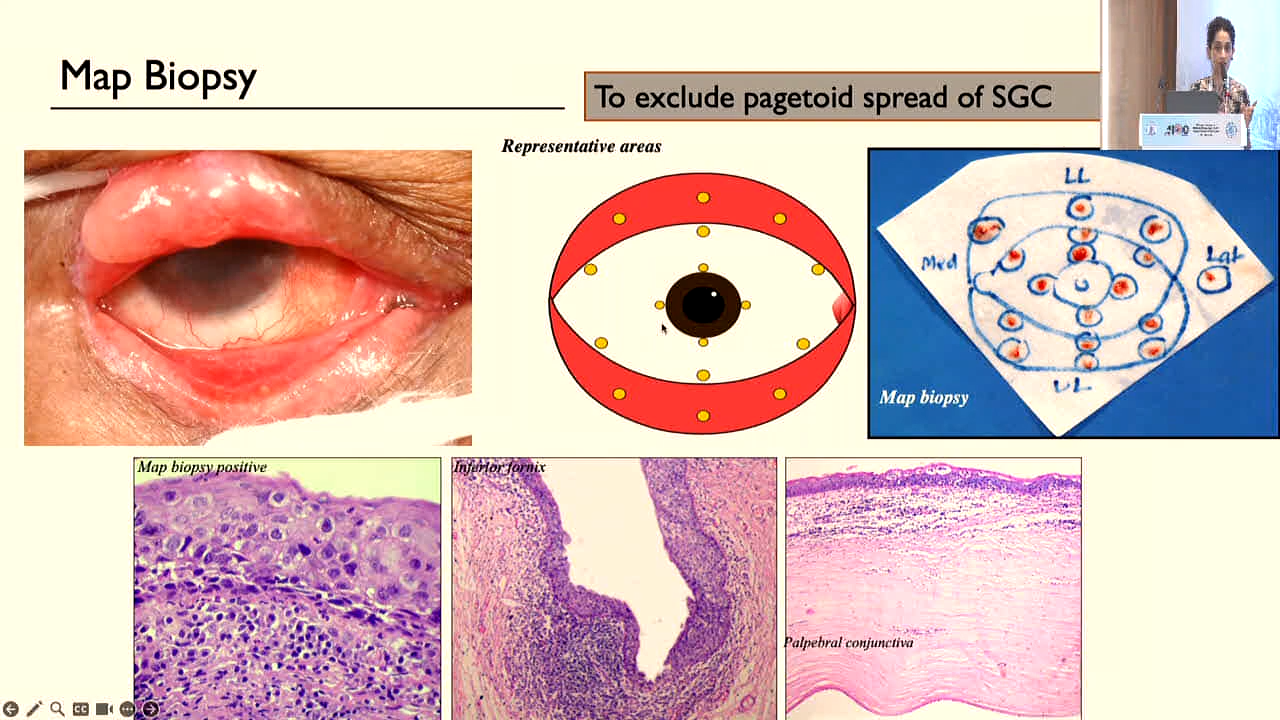 Map Biopsy
To exclude pagetoid spread of SGC
Representative areas
LL
Med
Lat
UL
Map biopsy
Map biopsy positive
Inferior fornix
Palpebral conjunctiva
CC